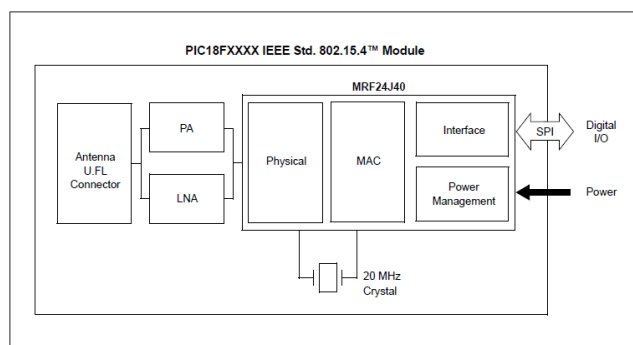 PIC18FXXXX IEEE Std. 802.15.4™ Module
MRF24J40
Antenna
U.FL
Connector
PA
LNA
Physical
MAC
Interface
Power
Management
SPI
Digital
I/O
Power
20 MHz
Crystal